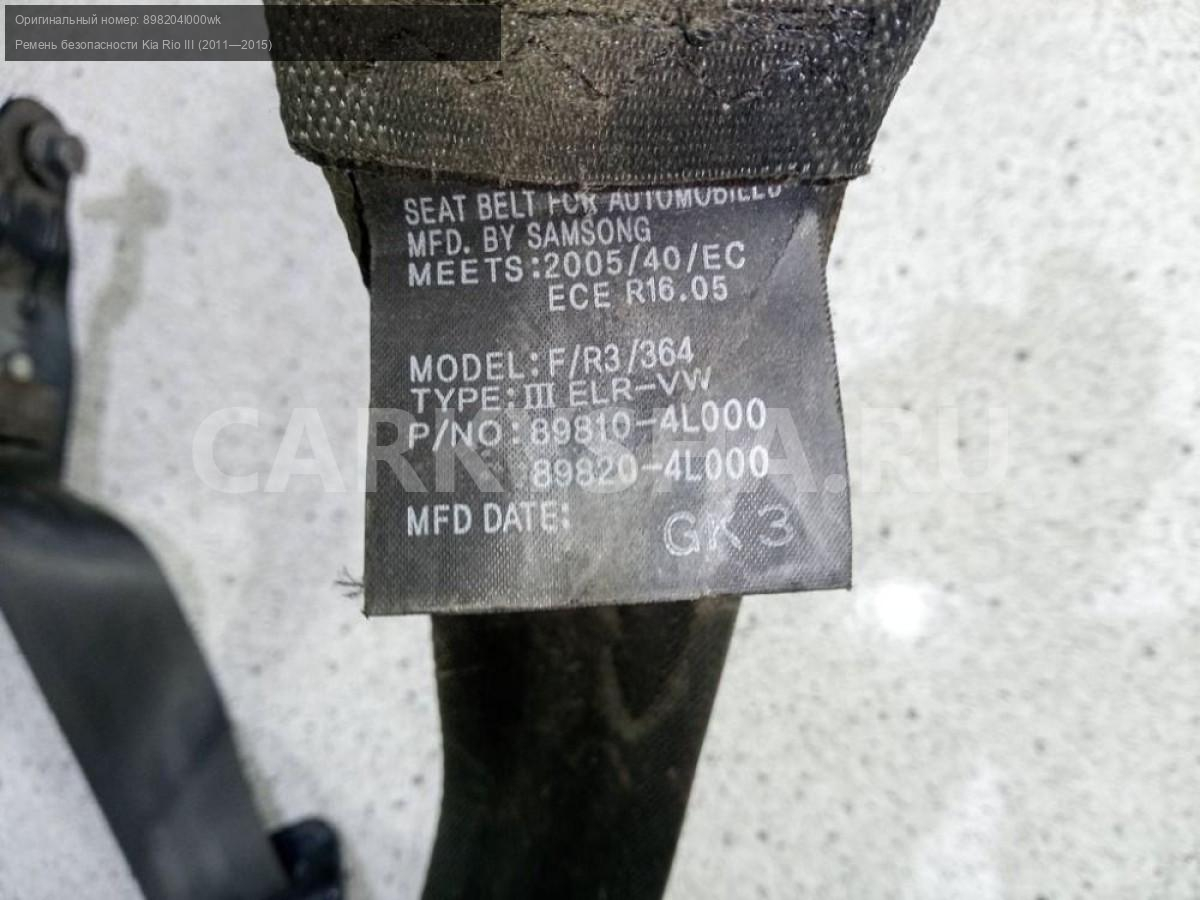 Оригинальный номер: 898204l000wk
Ремень безопасности Kia Rio III (2011—2015)
SEAT BELT FOR AUTOMOBILES
MFD. BY SAMSONG
MEETS:2005/40/EC
ECE R16.05
MODEL:F/R3/364
TYPE:III ELR-VW
P/NO:89810-4L000
:89820-4L000
MFD DATE:
GK3
CARKUSHA.RU